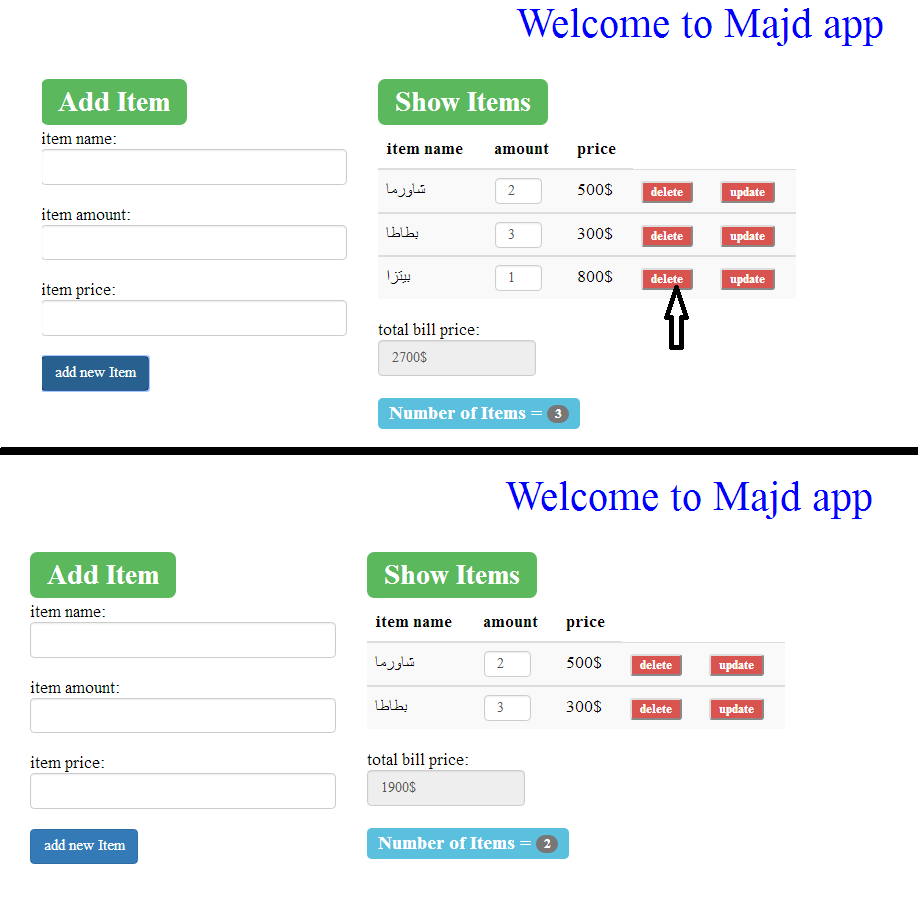 Welcome to Majd app
Add Item
item name:
item amount:
item price:
add new Item
Show Items
item name amount price
شاورما 2 500$ delete update
بطاطا 3 300$ delete update
بيتزا 1 800$ delete update
total bill price:
2700$
Number of Items = 3
Welcome to Majd app
Add Item
item name:
item amount:
item price:
add new Item
Show Items
item name amount price
شاورما 2 500$ delete update
بطاطا 3 300$ delete update
total bill price:
1900$
Number of Items = 2